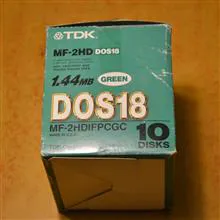 TDK
MF-2HD DOS18
1.44MB
GREEN
DOS18
MF-2HDIFPCGC
10
DISKS